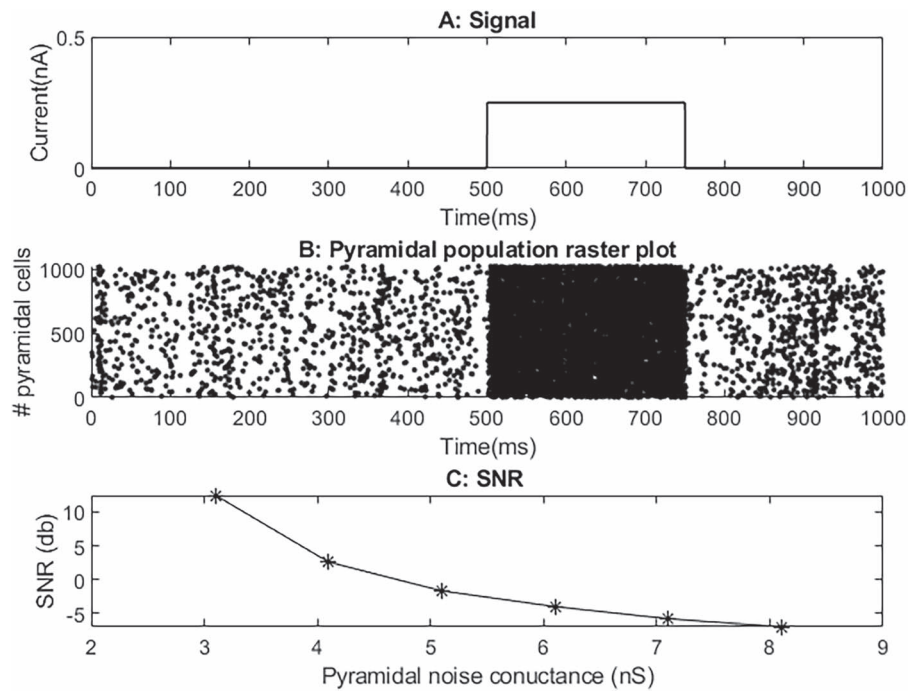 A: Signal
0.5
0
Current(nA)
0 100 200 300 400 500 600 700 800 900 1000
Time(ms)
B: Pyramidal population raster plot
1000
500
0
# pyramidal cells
0 100 200 300 400 500 600 700 800 900 1000
Time(ms)
C: SNR
10
5
0
-5
SNR (db)
2 3 4 5 6 7 8 9
Pyramidal noise conuctance (nS)